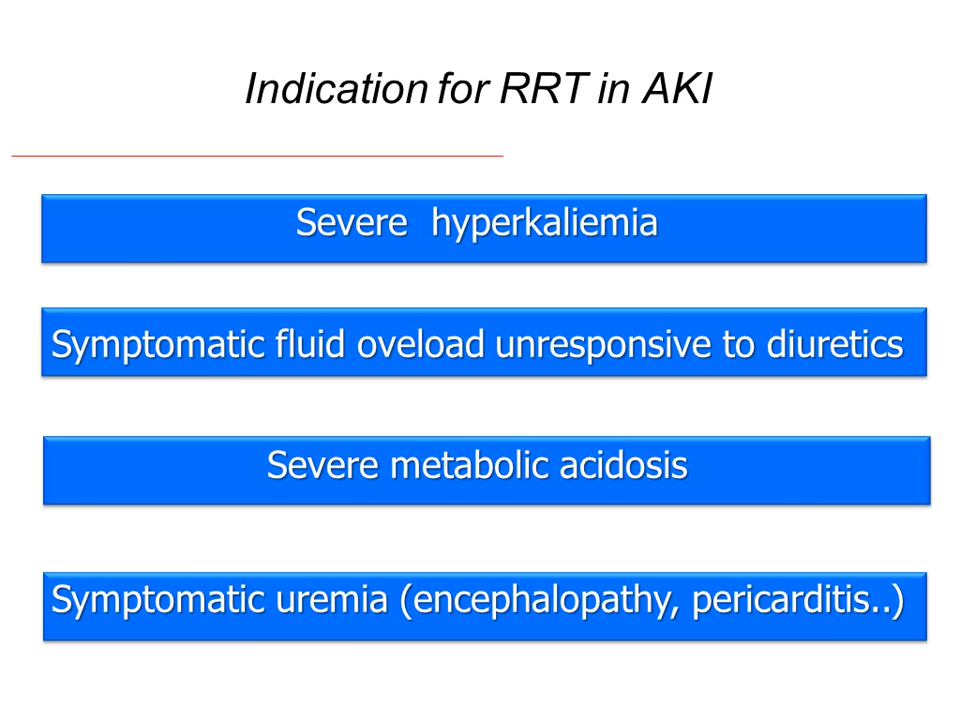 Indication for RRT in AKI
Severe  hyperkaliemia
Symptomatic fluid oveload unresponsive to diuretics
Severe metabolic acidosis
Symptomatic uremia (encephalopathy, pericarditis..)